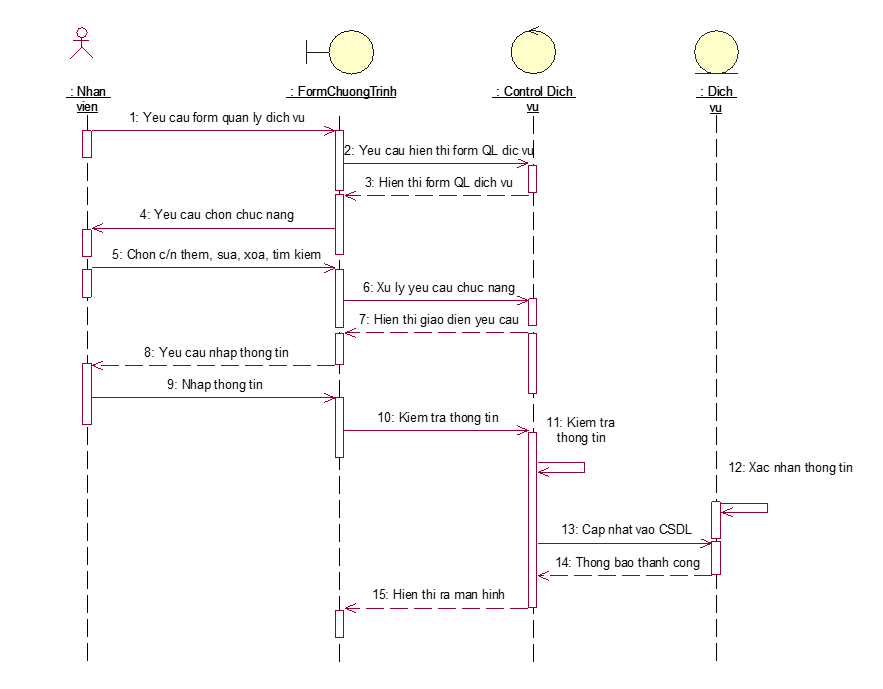 : Nhan
vien
: FormChuongTrinh
: Control Dich
vu
: Dich
vu
1: Yeu cau form quan ly dich vu
2: Yeu cau hien thi form QL dic vu
3: Hien thi form QL dich vu
4: Yeu cau chon chuc nang
5: Chon c/n them, sua, xoa, tim kiem
6: Xu ly yeu cau chuc nang
7: Hien thi giao dien yeu cau
8: Yeu cau nhap thong tin
9: Nhap thong tin
10: Kiem tra thong tin
11: Kiem tra
thong tin
12: Xac nhan thong tin
13: Cap nhat vao CSDL
14: Thong bao thanh cong
15: Hien thi ra man hinh